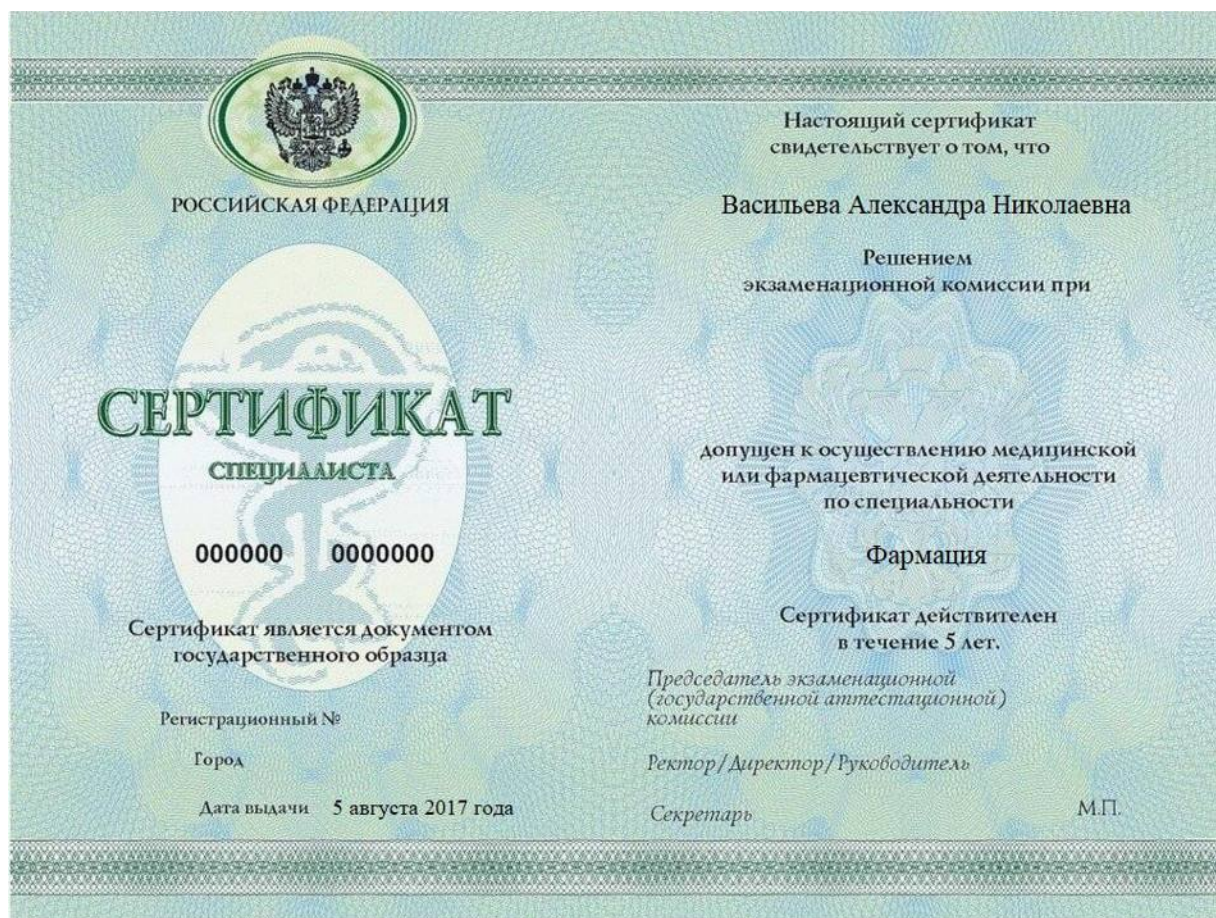 РОССИЙСКАЯ ФЕДЕРАЦИЯ
СЕРТИФИКАТ
СПЕЦИАЛИСТА
000000 0000000
Сертификат является документом
государственного образца
Регистрационный №
Город
Дата выдачи 5 августа 2017 года
Настоящий сертификат
свидетельствует о том, что
Васильева Александра Николаевна
Решением
экзаменационной комиссии при
допущен к осуществлению медицинской
или фармацевтической деятельности
по специальности
Фармация
Сертификат действителен
в течение 5 лет.
Председатель экзаменационной
(государственной аттестационной)
комиссии
Ректор/Директор/Руководитель
Секретарь М.П.